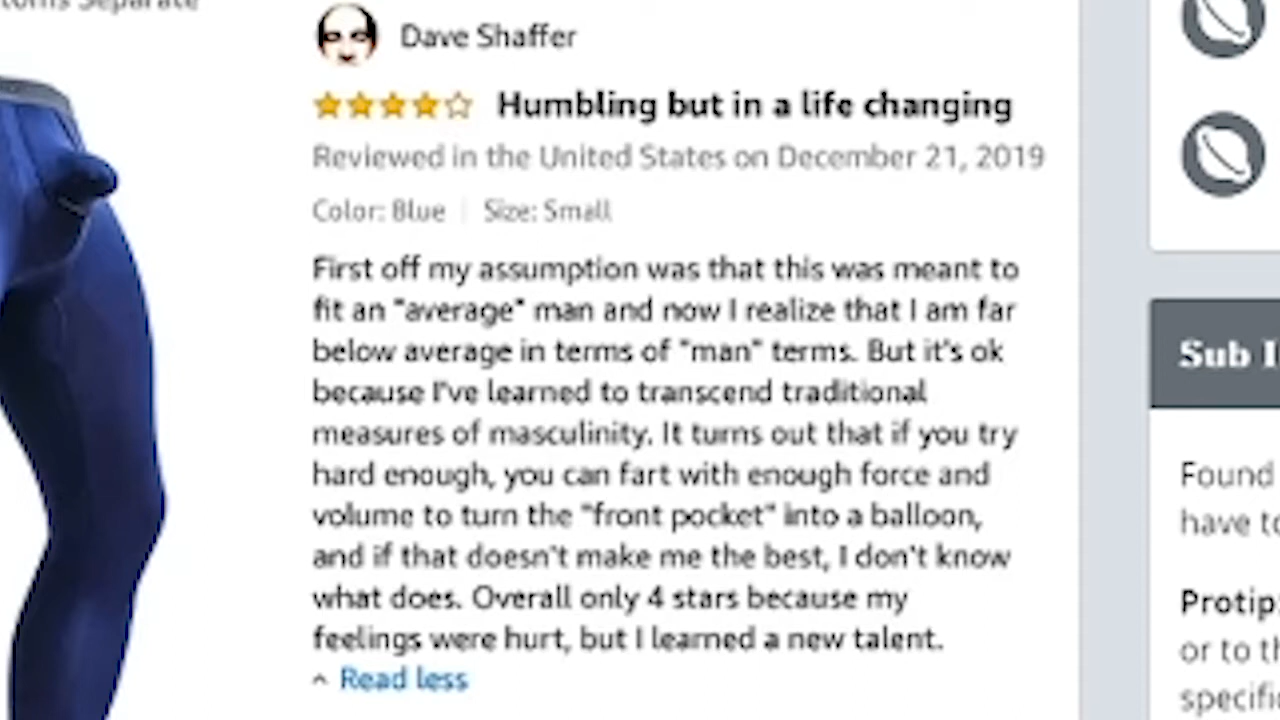 Separate
Dave Shaffer
Humbling but in a life changing
Reviewed in the United States on December 21, 2019
Color: Blue | Size: Small
First off my assumption was that this was meant to
fit an "average" man and now I realize that I am far
below average in terms of "man" terms. But it's ok
because I've learned to transcend traditional
measures of masculinity. It turns out that if you try
hard enough, you can fart with enough force and
volume to turn the "front pocket" into a balloon,
and if that doesn't make me the best, I don't know
what does. Overall only 4 stars because my
feelings were hurt, but I learned a new talent.
Read less
Sub
Found
have to
Protip
or to